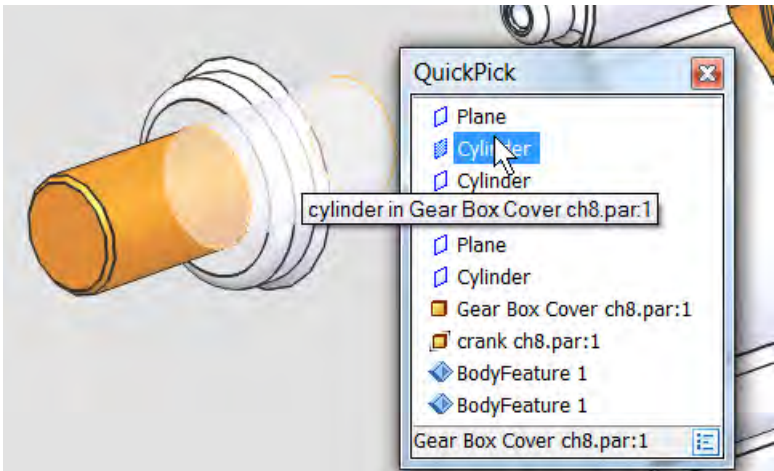 QuickPick
Plane
Cylinder
Cylinder
cylinder in Gear Box Cover ch8.par:1
Plane
Cylinder
Gear Box Cover ch8.par:1
crank ch8.par:1
BodyFeature 1
BodyFeature 1
Gear Box Cover ch8.par:1